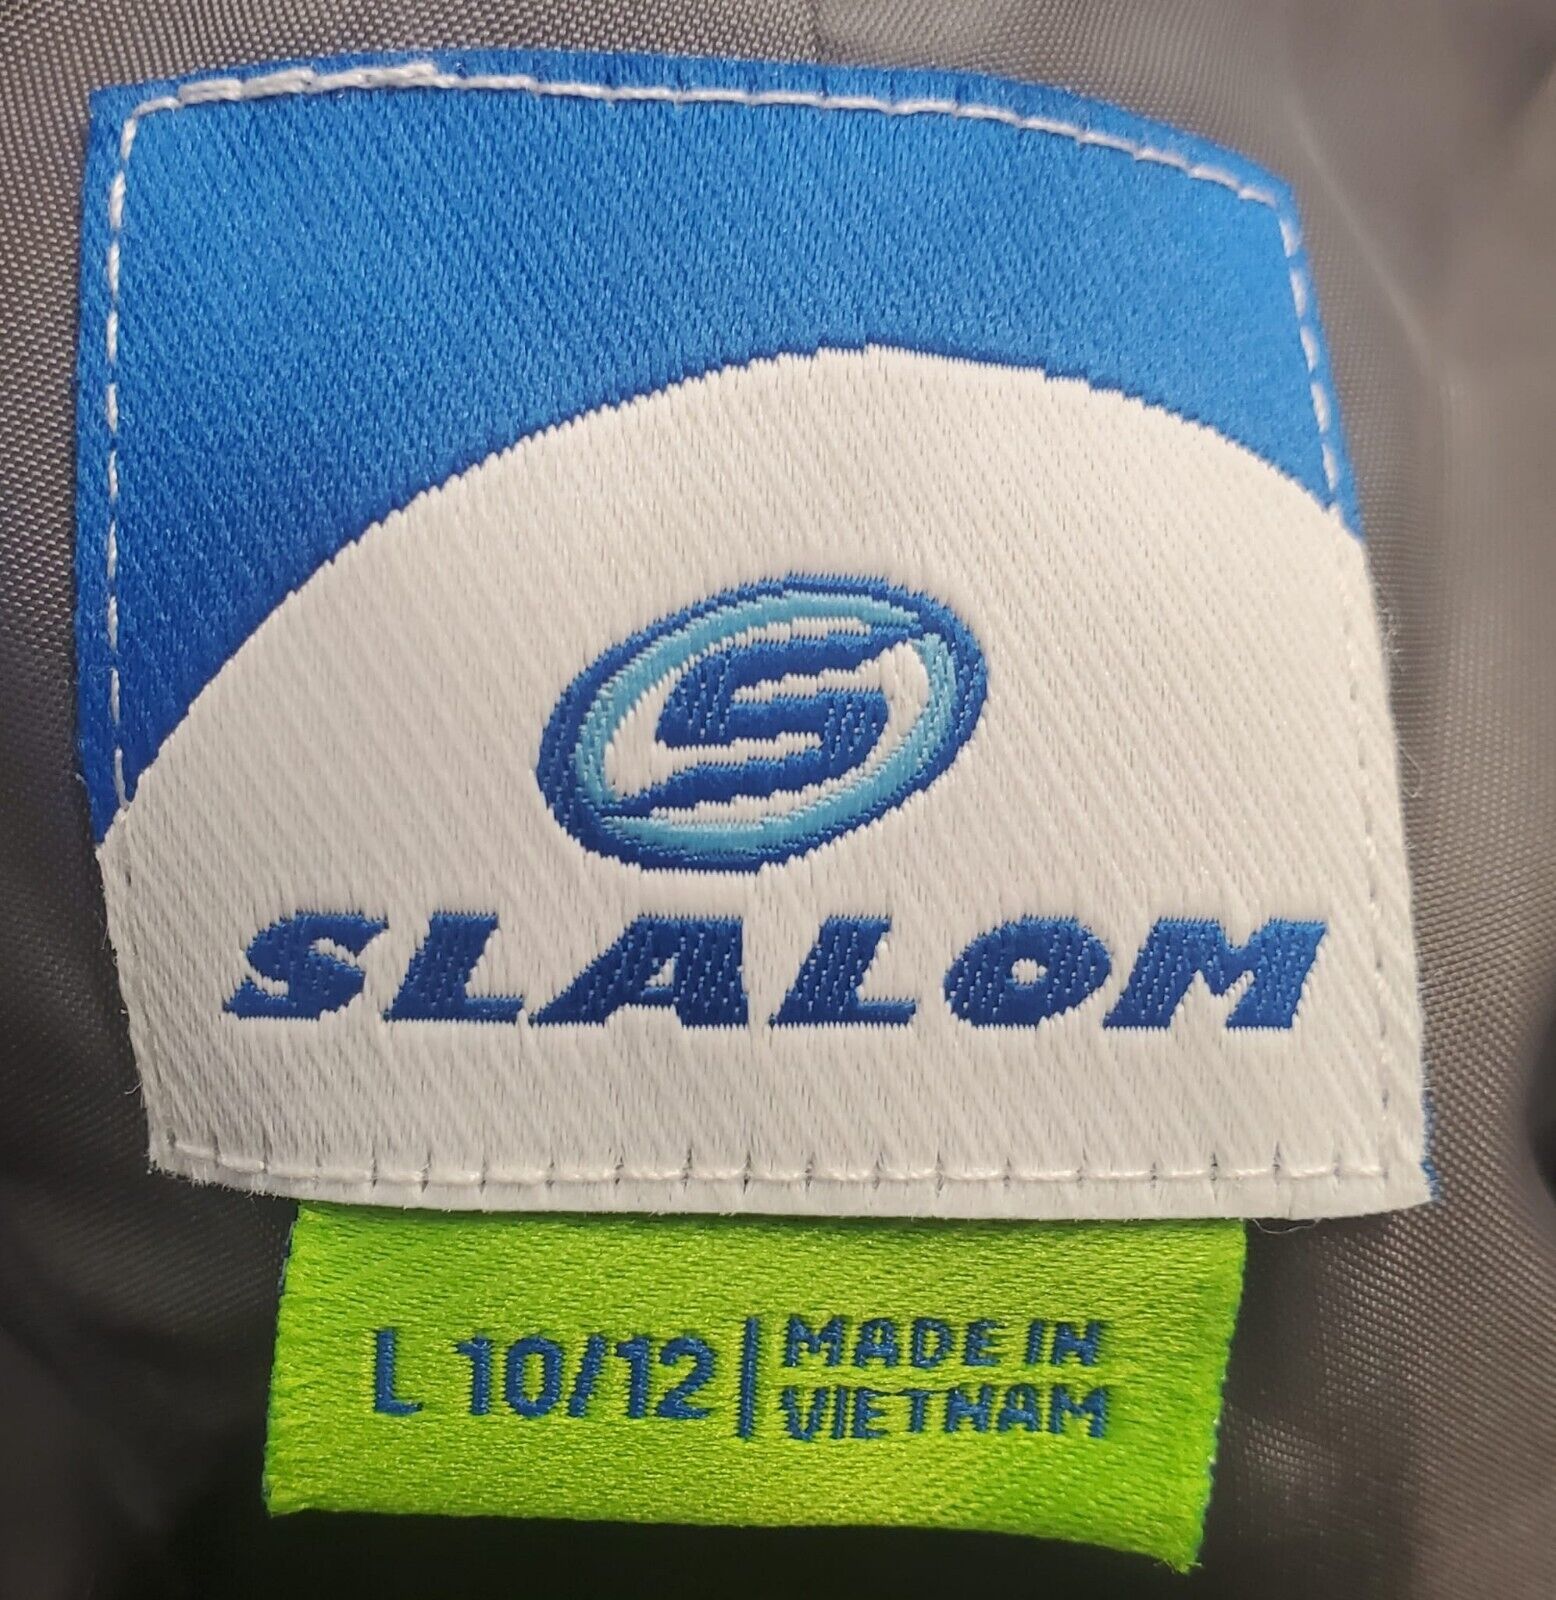 S
SLALOM
L 10/12 | MADE IN
VIETNAM